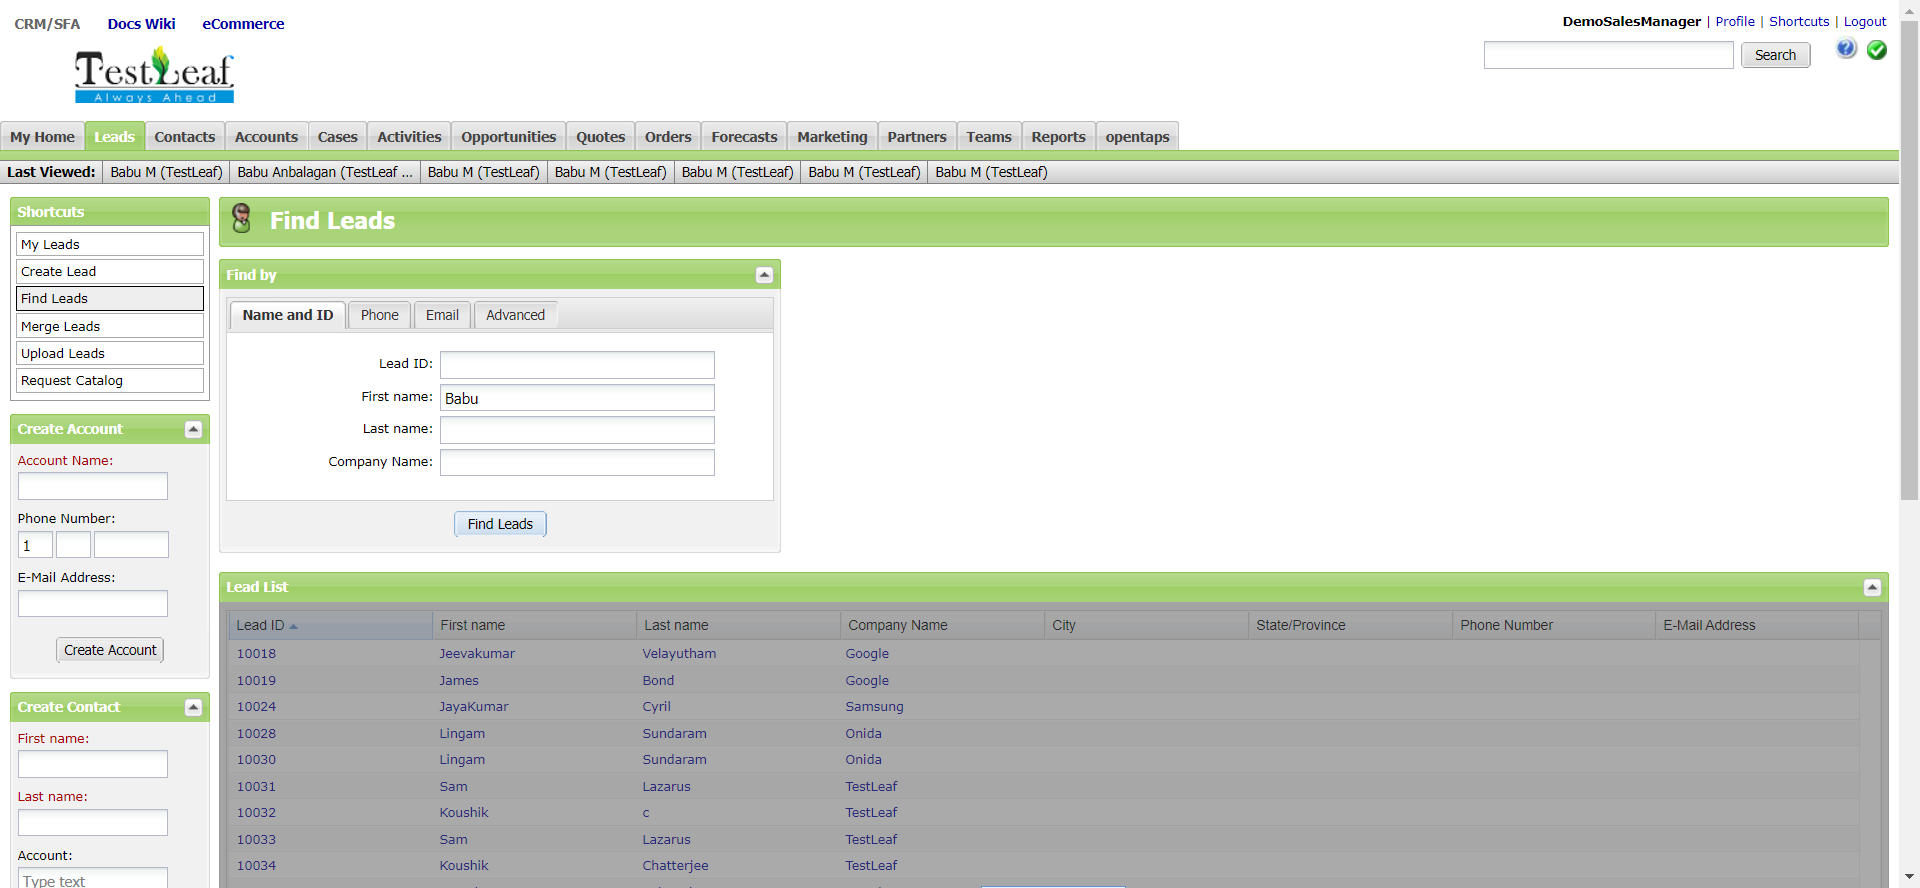 CRM/SFA Docs Wiki eCommerce
DemoSalesManager | Profile | Shortcuts | Logout
TestLeaf
Always Ahead
Search
My Home Leads Contacts Accounts Cases Activities Opportunities Quotes Orders Forecasts Marketing Partners Teams Reports opentaps
Last Viewed: Babu M (TestLeaf) Babu Anbalagan (TestLeaf ... Babu M (TestLeaf) Babu M (TestLeaf) Babu M (TestLeaf) Babu M (TestLeaf) Babu M (TestLeaf)
Shortcuts
My Leads
Create Lead
Find Leads
Merge Leads
Upload Leads
Request Catalog
Create Account
Account Name:
Phone Number:
1
E-Mail Address:
Create Account
Create Contact
First name:
Last name:
Account:
Type text
Find Leads
Find by
Name and ID Phone Email Advanced
Lead ID:
First name: Babu
Last name:
Company Name:
Find Leads
Lead List
Lead ID First name Last name Company Name City State/Province Phone Number E-Mail Address
10018 Jeevakumar Velayutham Google
10019 James Bond Google
10024 JayaKumar Cyril Samsung
10028 Lingam Sundaram Onida
10030 Lingam Sundaram Onida
10031 Sam Lazarus TestLeaf
10032 Koushik c TestLeaf
10033 Sam Lazarus TestLeaf
10034 Koushik Chatterjee TestLeaf